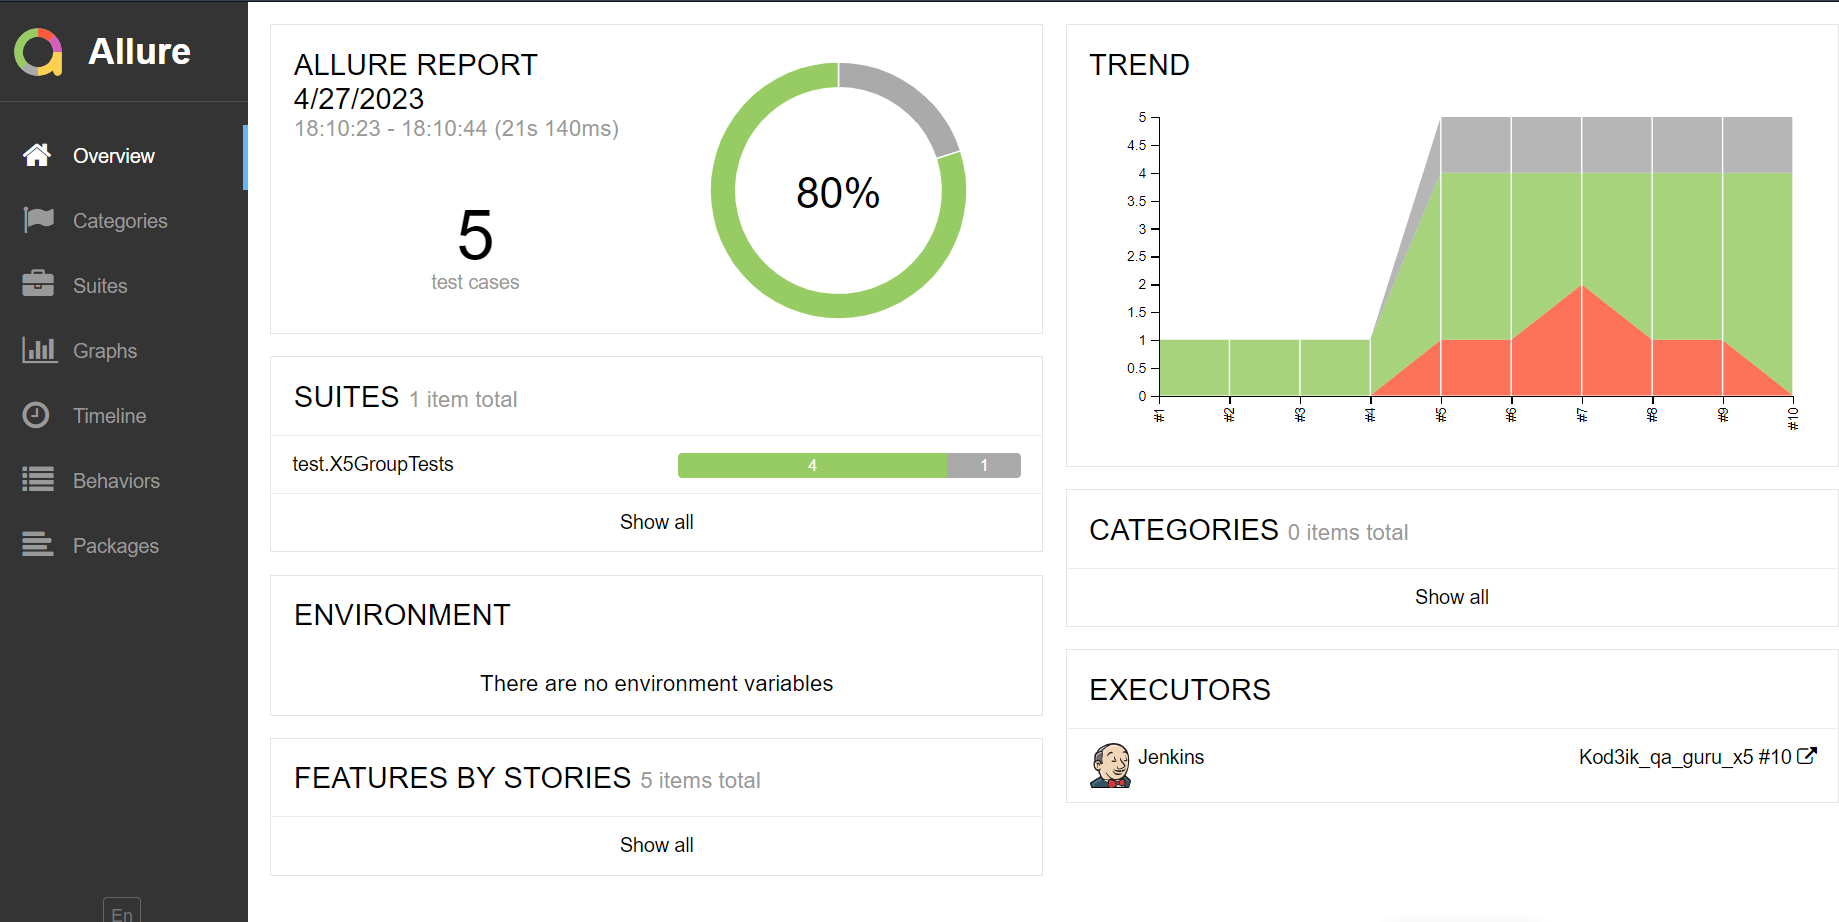 Allure
Overview
Categories
Suites
Graphs
Timeline
Behaviors
Packages
En
ALLURE REPORT
4/27/2023
18:10:23 - 18:10:44 (21s 140ms)
5
test cases
80%
SUITES 1 item total
test.X5GroupTests
4
1
Show all
ENVIRONMENT
There are no environment variables
FEATURES BY STORIES 5 items total
Show all
TREND
5
4.5
4
3.5
3
2.5
2
1.5
1
0.5
0
#1
#2
#3
#4
#5
#6
#7
#8
#9
#10
CATEGORIES 0 items total
Show all
EXECUTORS
Jenkins
Kod3ik_qa_guru_x5 #10